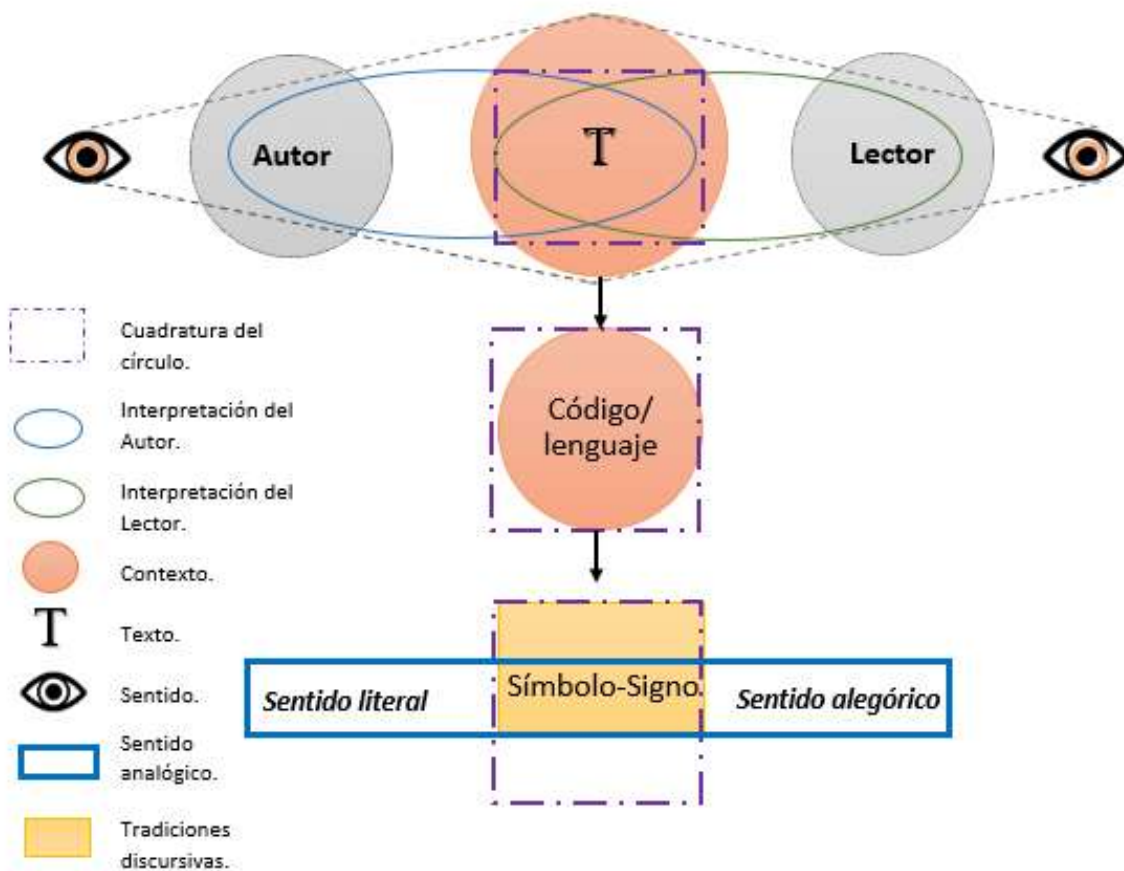 Autor
T
Lector
Cuadratura del
círculo.
Interpretación del
Autor.
Interpretación del
Lector.
Contexto.
T
Texto.
Sentido.
Sentido
analógico.
Tradiciones
discursivas.
Código/
lenguaje
Sentido literal
Símbolo-Signo
Sentido alegórico